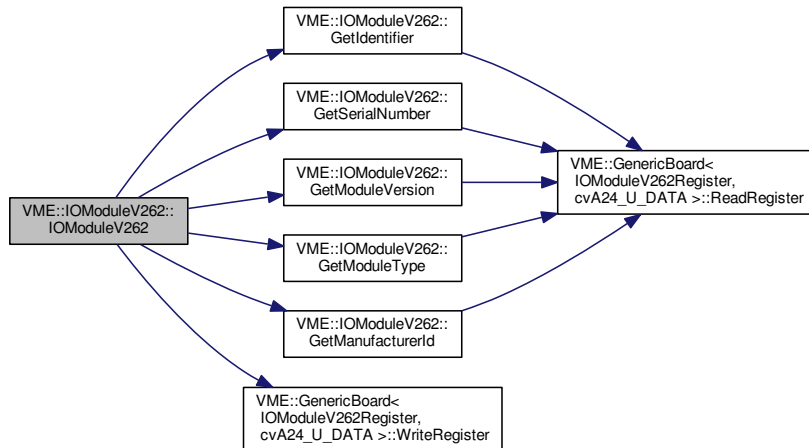 VME::IOModuleV262::
IOModuleV262
VME::IOModuleV262::
GetIdentifier
VME::IOModuleV262::
GetSerialNumber
VME::IOModuleV262::
GetModuleVersion
VME::IOModuleV262::
GetModuleType
VME::IOModuleV262::
GetManufacturerId
VME::GenericBoard<
IOModuleV262Register,
cvA24_U_DATA >::WriteRegister
VME::GenericBoard<
IOModuleV262Register,
cvA24_U_DATA >::ReadRegister